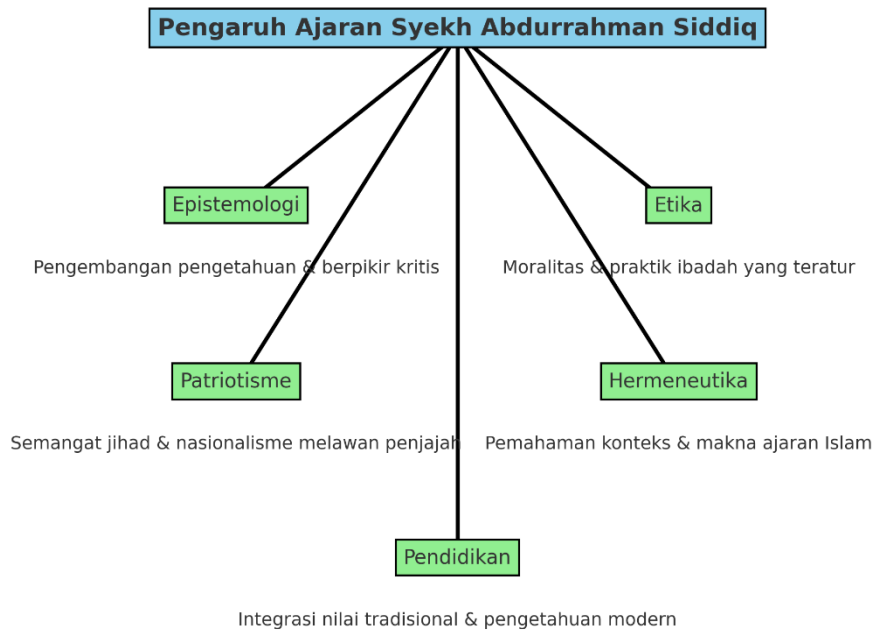 Pengaruh Ajaran Syekh Abdurrahman Siddiq
Epistemologi
Pengembangan pengetahuan & berpikir kritis
Etika
Moralitas & praktik ibadah yang teratur
Patriotisme
Semangat jihad & nasionalisme melawan penjajah
Hermeneutika
Pemahaman konteks & makna ajaran Islam
Pendidikan
Integrasi nilai tradisional & pengetahuan modern